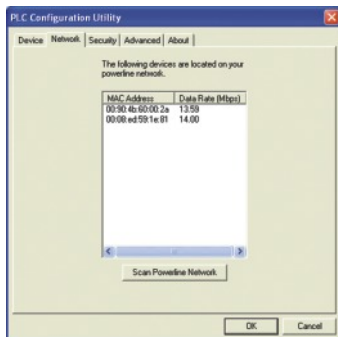 PLC Configuration Utility
Device Network Security Advanced About
The following devices are located on your
powerline network.
MAC Address Data Rate (Mbps)
00:90:4b:60:00:2a 13.59
00:08:ed:59:1e:81 14.00
Scan Powerline Network
OK Cancel